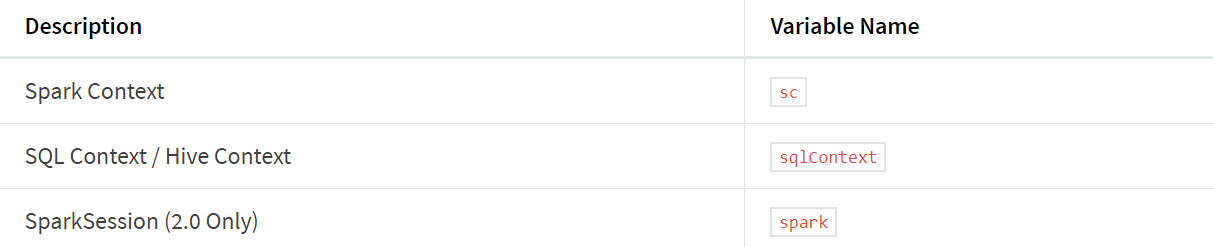 Description Variable Name
Spark Context sc
SQL Context / Hive Context sqlContext
SparkSession (2.0 Only) spark